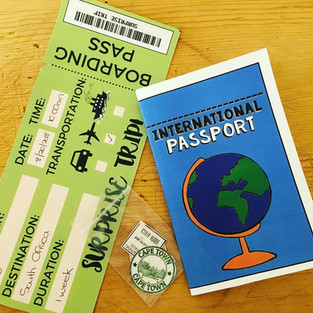 SURPRISE TRIP
BOARDING
PASS
DATE:
TIME:
10:00am
TRANSPORTATION:
SURPRISE TRIP!
DESTINATION:
South Africa
DURATION:
1 week
INTERNATIONAL
PASSPORT
CAPE TOWN
CAPE TOWN